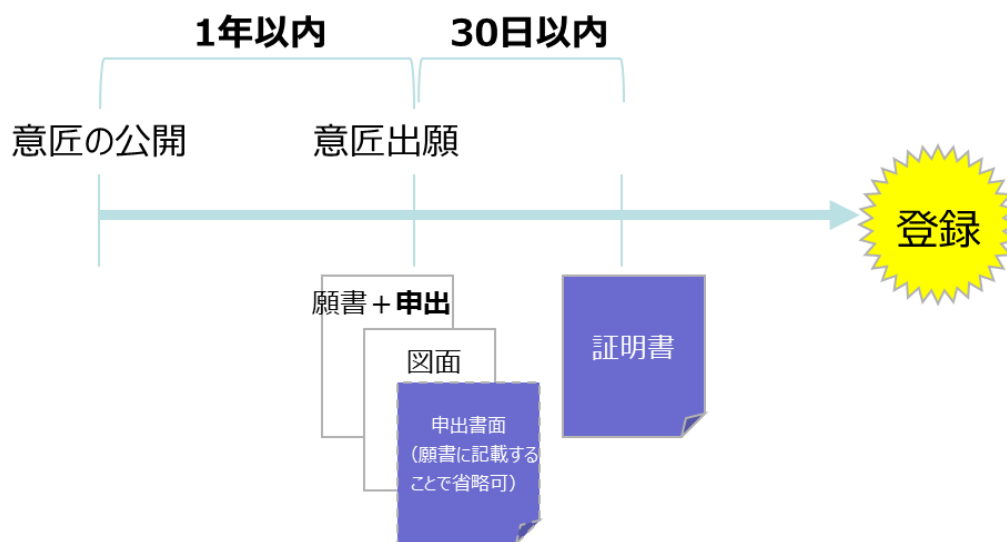 1年以内
30日以内
意匠の公開
意匠出願
登録
願書+申出
図面
申出書面
(願書に記載する
ことで省略可)
証明書